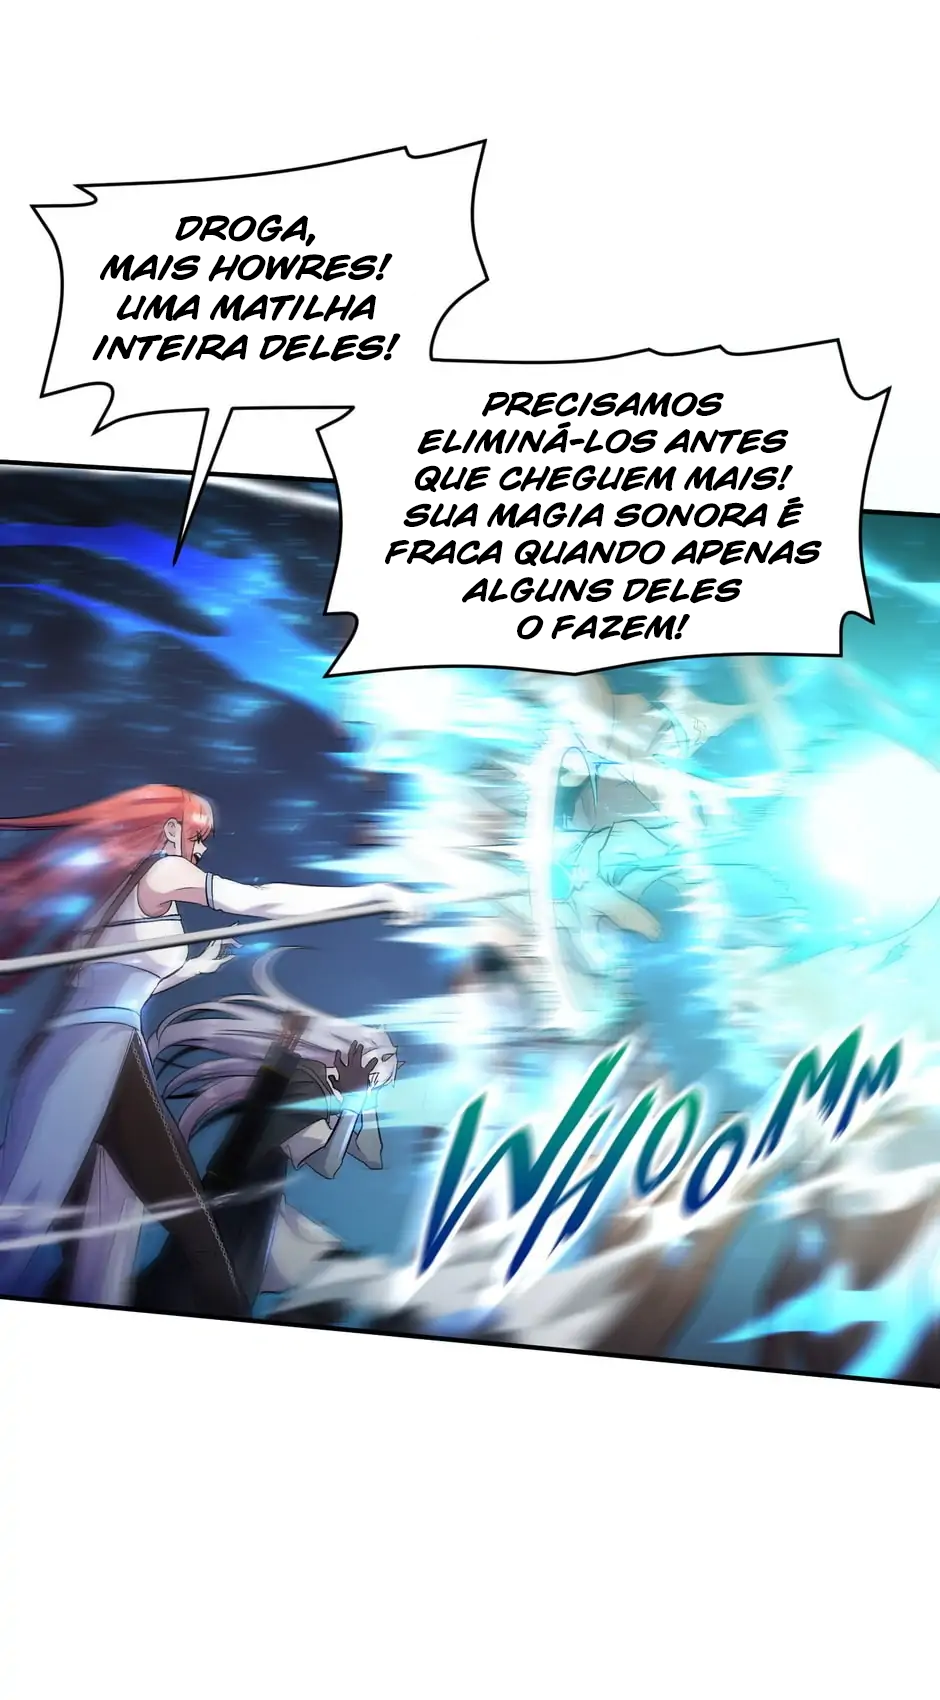 DROGA,
MAIS HOWRES!
UMA MATILHA
INTEIRA DELES!
PRECISAMOS
ELIMINÁ-LOS ANTES
QUE CHEGUEM MAIS!
SUA MAGIA SONORA É
FRACA QUANDO APENAS
ALGUNS DELES
O FAZEM!
WHOOMM